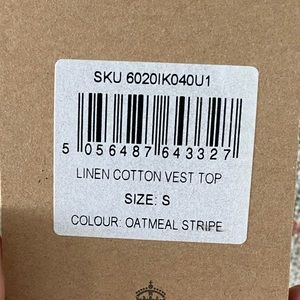 SKU 6020IK040U1
5 056487 643327
LINEN COTTON VEST TOP
SIZE: S
COLOUR: OATMEAL STRIPE